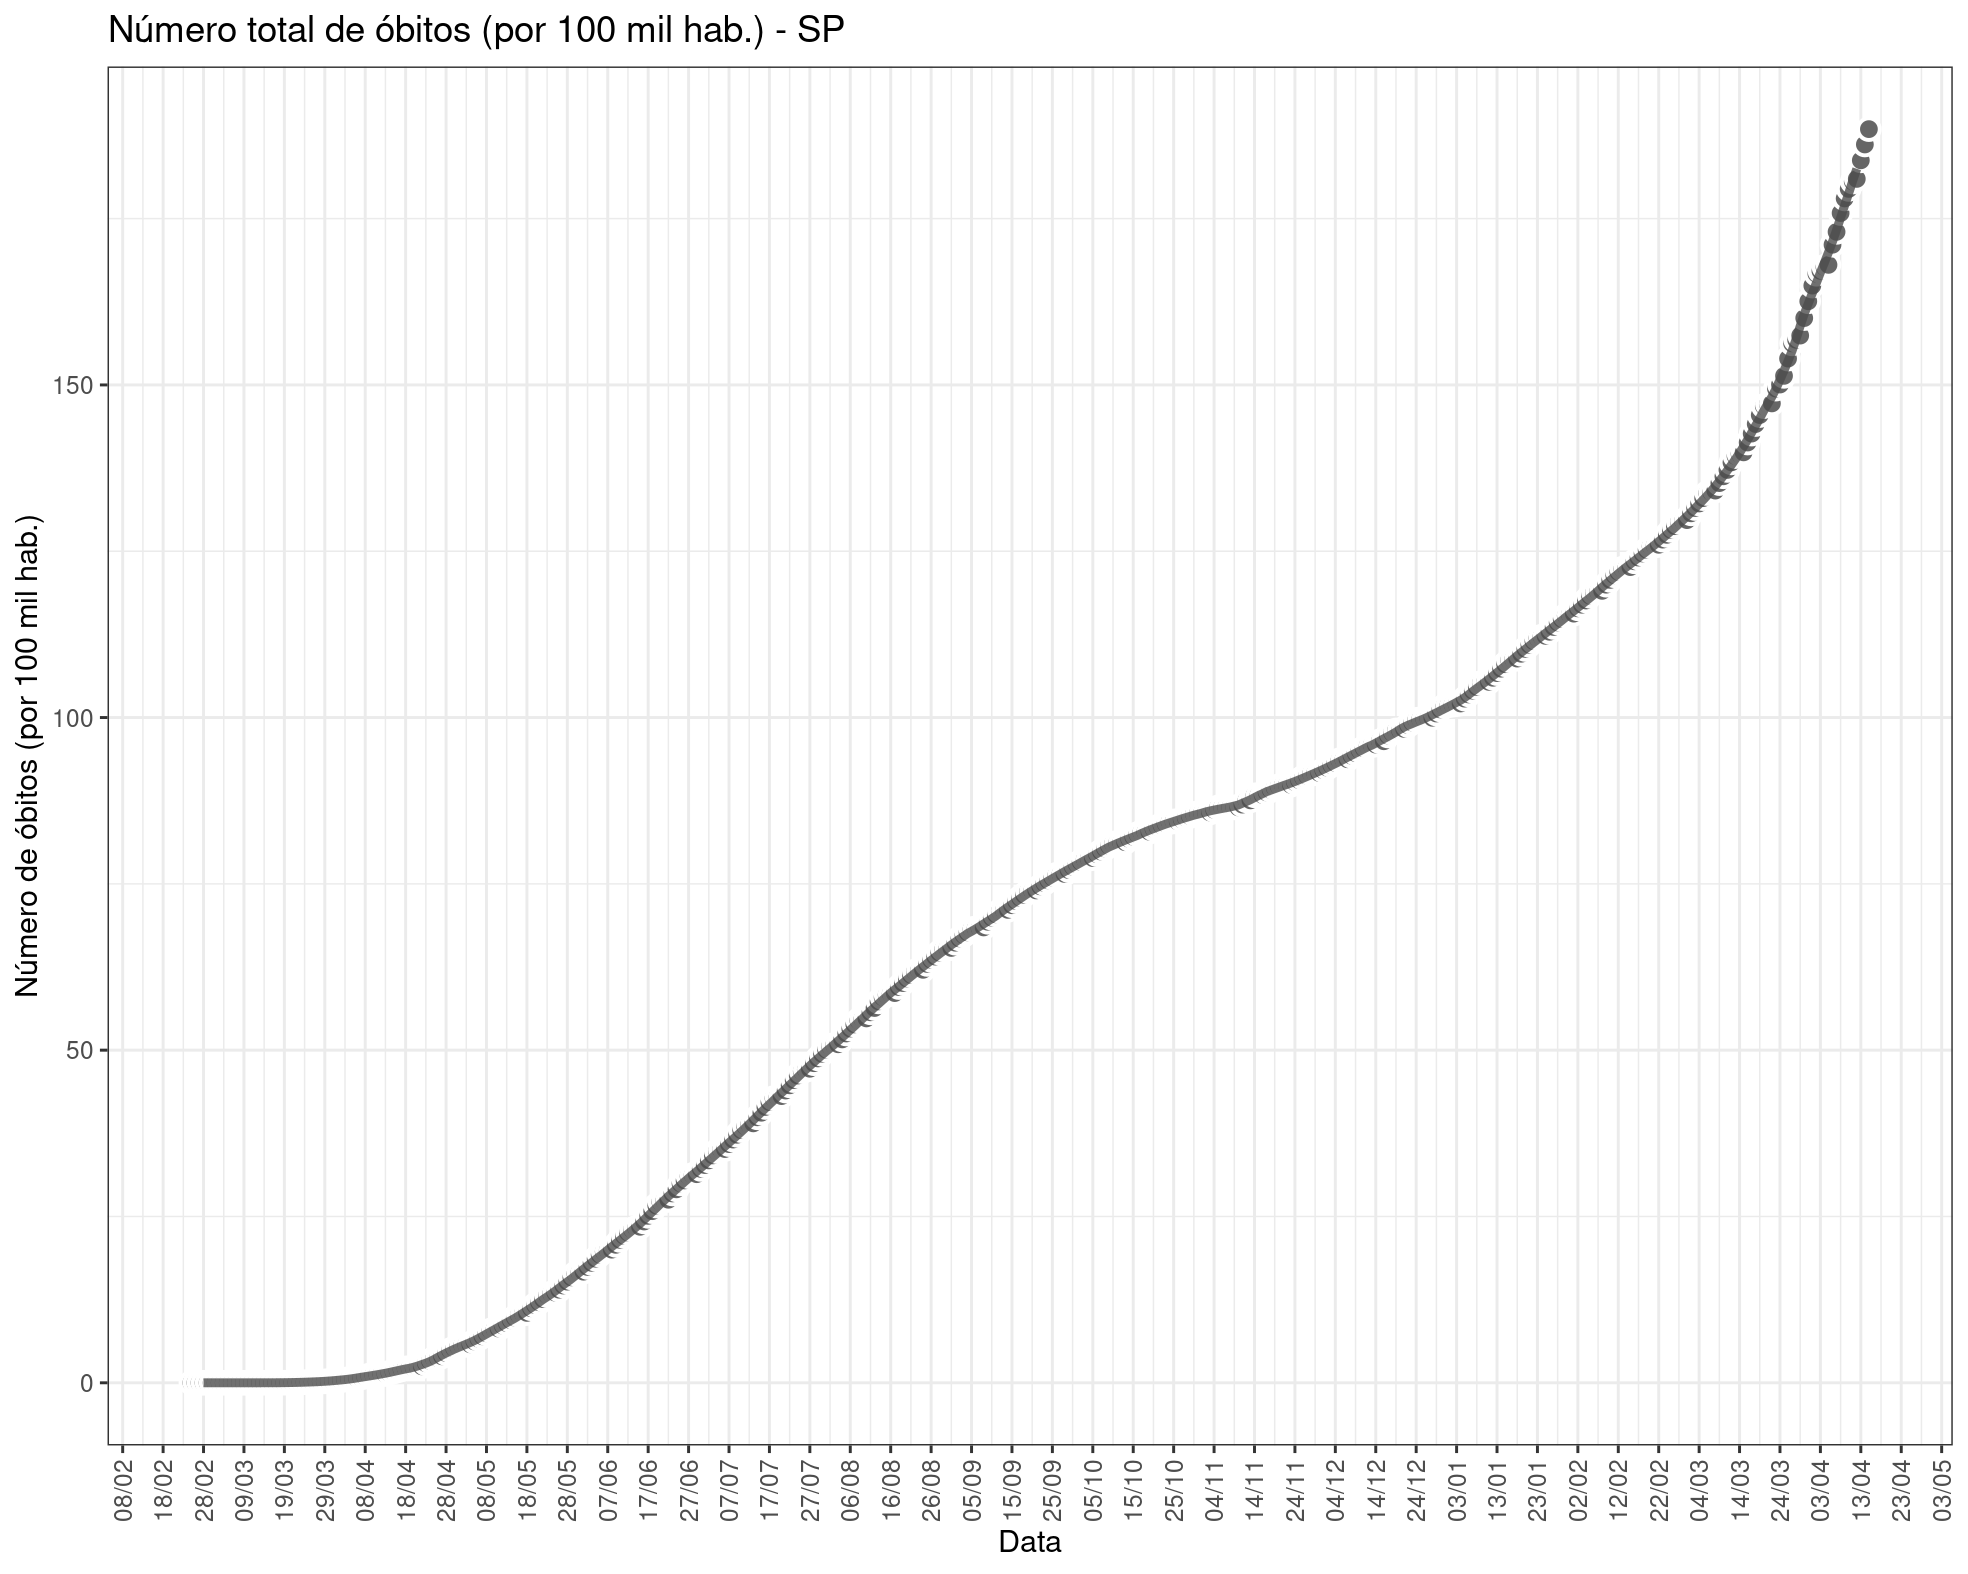 Número total de óbitos (por 100 mil hab.) - SP
Número de óbitos (por 100 mil hab.)
150
100
50
0
08/02 18/02 28/02 09/03 19/03 29/03 08/04 18/04 28/04 08/05 18/05 28/05 07/06 17/06 27/06 07/07 17/07 27/07 06/08 16/08 26/08 05/09 15/09 25/09 05/10 15/10 25/10 04/11 14/11 24/11 04/12 14/12 24/12 03/01 13/01 23/01 02/02 12/02 22/02 04/03 14/03 24/03 03/04 13/04 23/04 03/05
Data